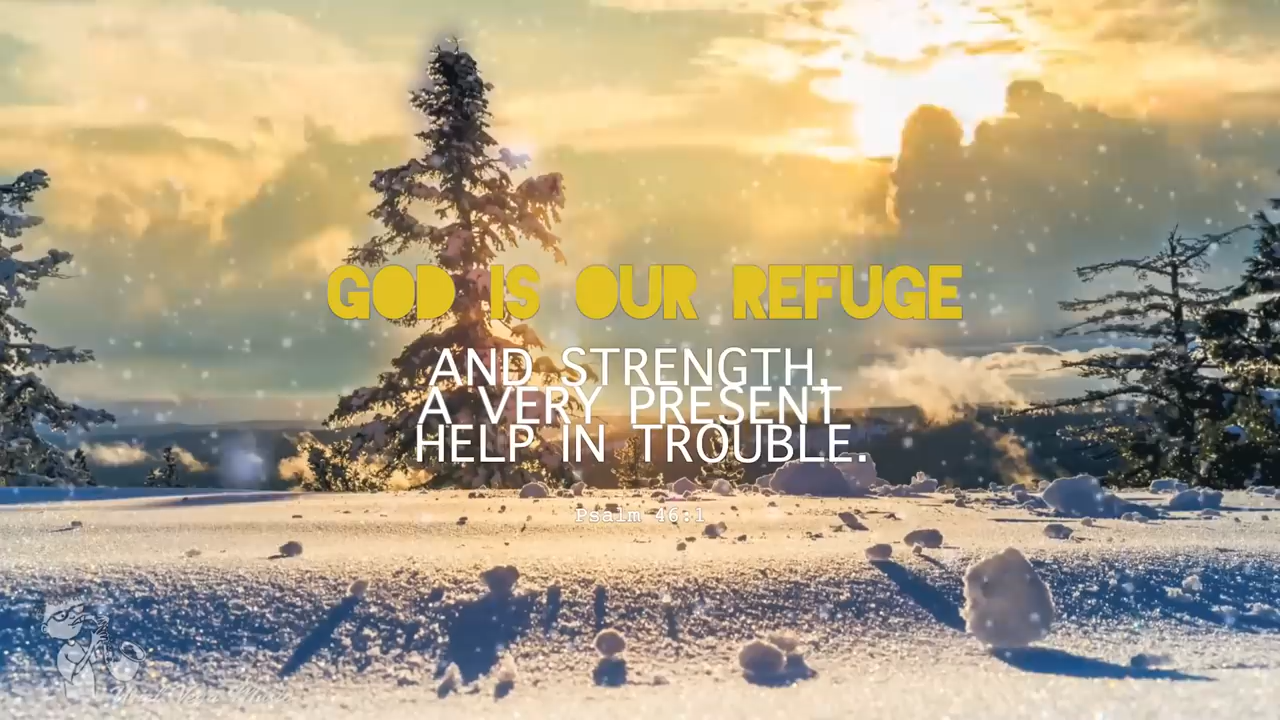 GOD IS OUR REFUGE
AND STRENGTH,
A VERY PRESENT
HELP IN TROUBLE.
Psalm 46:1